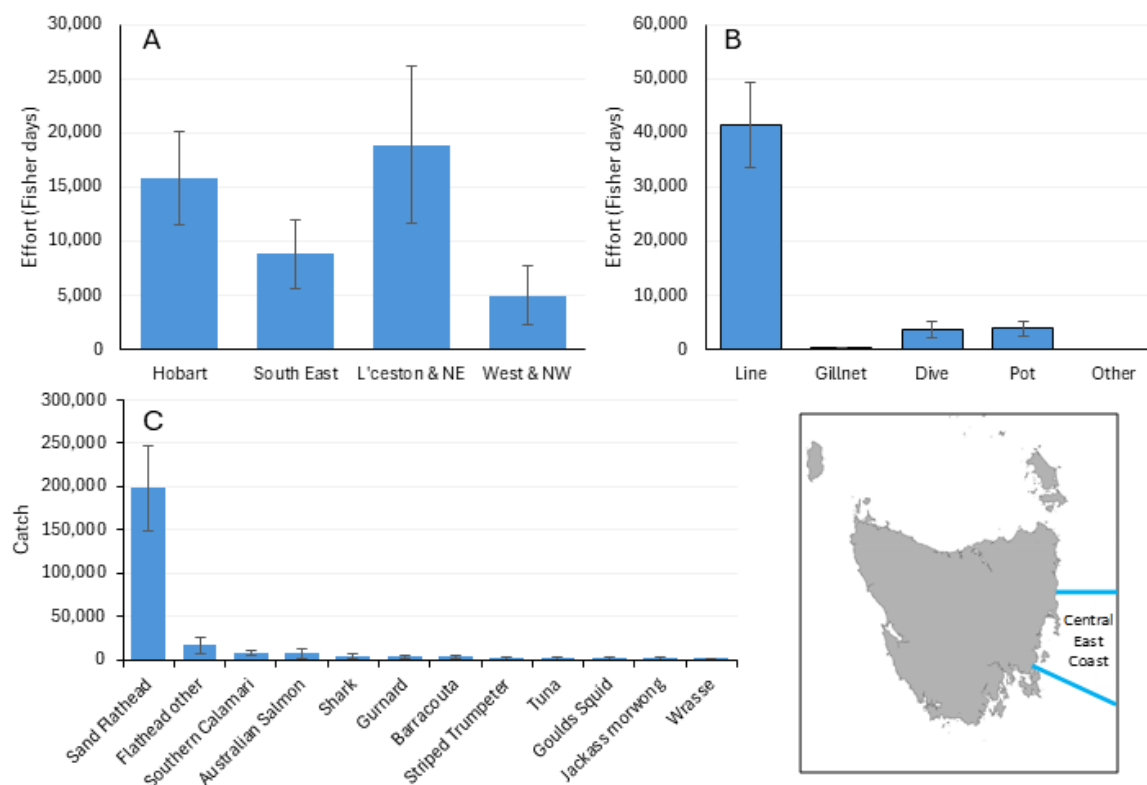 A
30,000
25,000
20,000
15,000
10,000
5,000
0
Effort (Fisher days)
Hobart
South East
L'ceston & NE
West & NW
B
60,000
50,000
40,000
30,000
20,000
10,000
0
Effort (Fisher days)
Line
Gillnet
Dive
Pot
Other
C
300,000
250,000
200,000
150,000
100,000
50,000
0
Catch
Sand Flathead
Flathead other
Southern Calamari
Australian Salmon
Shark
Gurnard
Barracouta
Striped Trumpeter
Tuna
Goulds Squid
Jackass morwong
Wrasse
Central
East
Coast